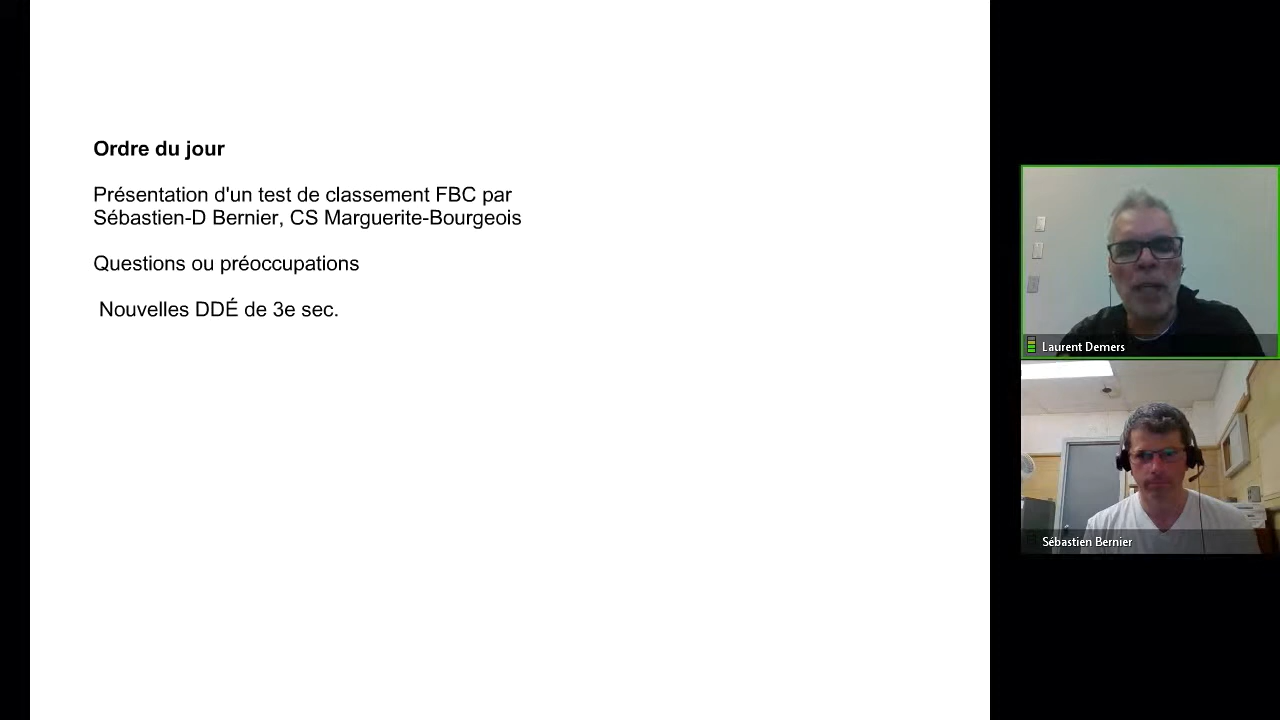 Ordre du jour
Présentation d'un test de classement FBC par
Sébastien-D Bernier, CS Marguerite-Bourgeois
Questions ou préoccupations
Nouvelles DDÉ de 3e sec.
Laurent Demers
Sébastien Bernier